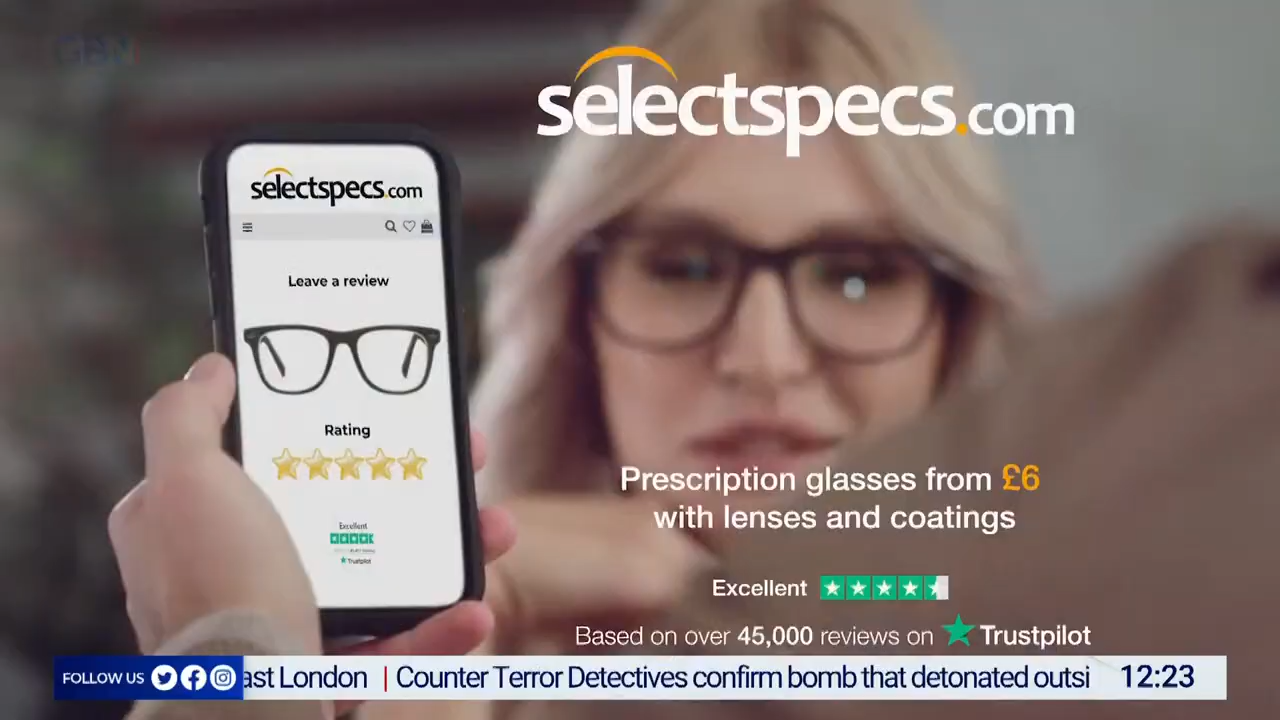 GBN
selectspecs.com
selectspecs.com
Leave a review
Rating
Excellent
Trustpilot
Prescription glasses from £6
with lenses and coatings
Excellent
Based on over 45,000 reviews on Trustpilot
FOLLOW US
ast London | Counter Terror Detectives confirm bomb that detonated outsi
12:23